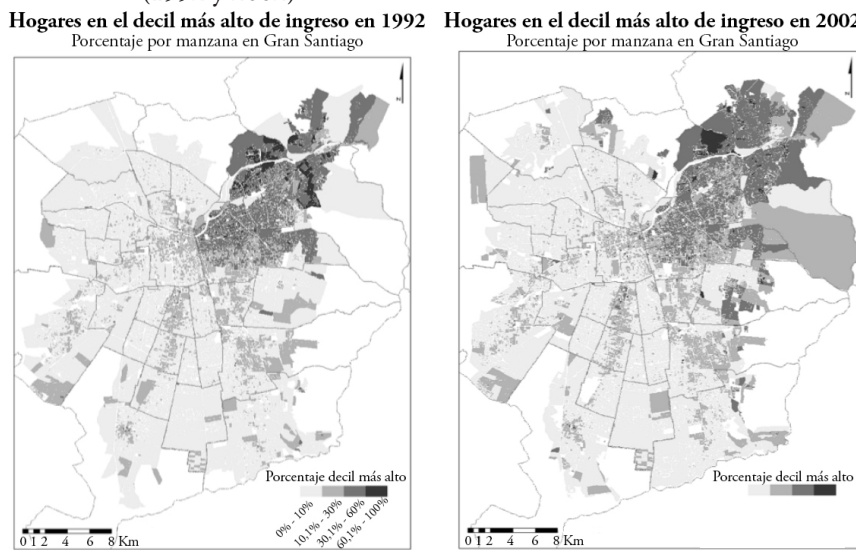 Hogares en el decil más alto de ingreso en 1992
Porcentaje por manzana en Gran Santiago
Porcentaje decil más alto
0% - 10%
10,1% - 30%
30,1% - 60%
60,1% - 100%
0 1 2 4 6 8 Km
Hogares en el decil más alto de ingreso en 2002
Porcentaje por manzana en Gran Santiago
Porcentaje decil más alto
0 1 2 4 6 8 Km